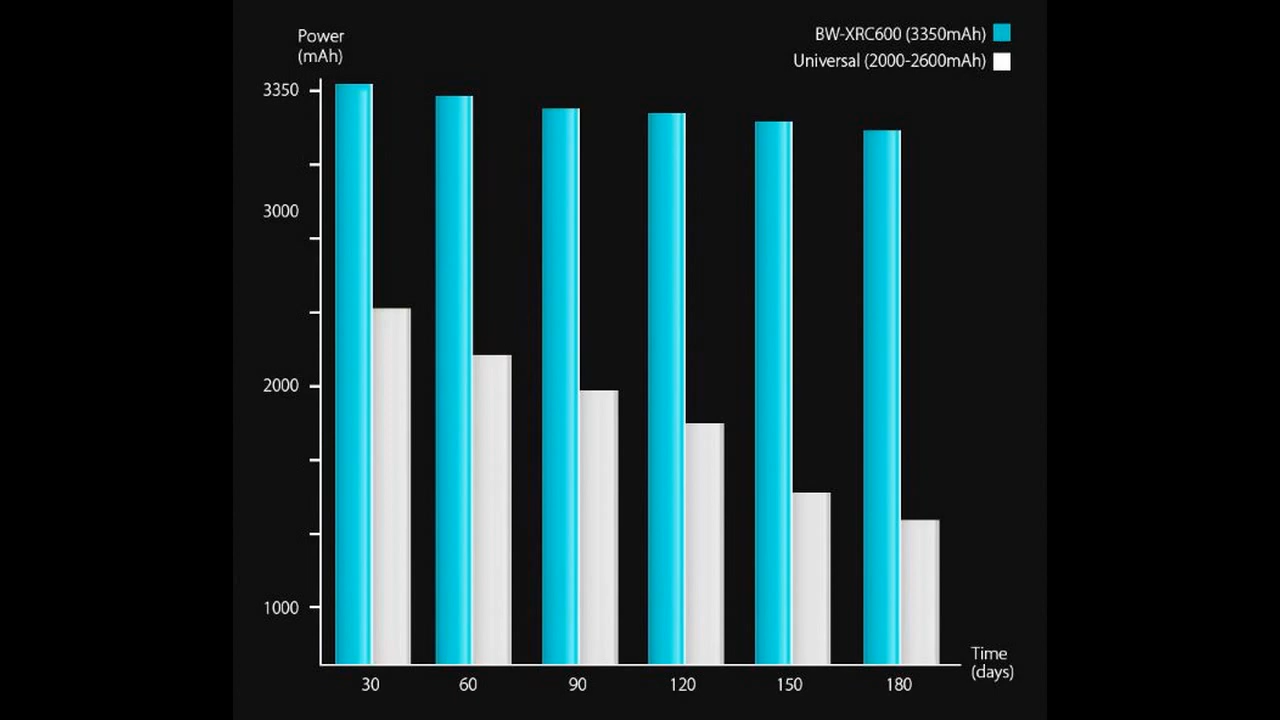 Power
(mAh)
BW-XRC600 (3350mAh)
Universal (2000-2600mAh)
3350
3000
2000
1000
30 60 90 120 150 180
Time
(days)